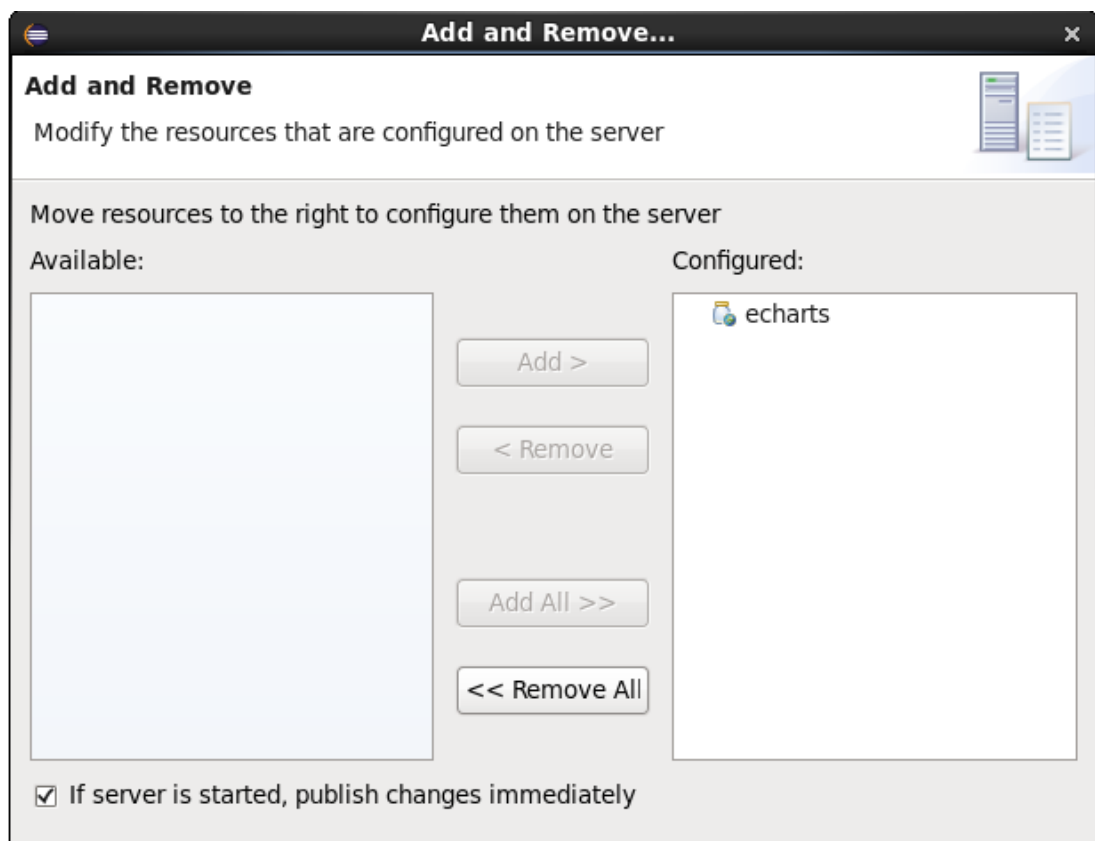 Add and Remove...
Add and Remove
Modify the resources that are configured on the server
Move resources to the right to configure them on the server
Available:
Configured:
echarts
Add >
< Remove
Add All >>
<< Remove All
If server is started, publish changes immediately